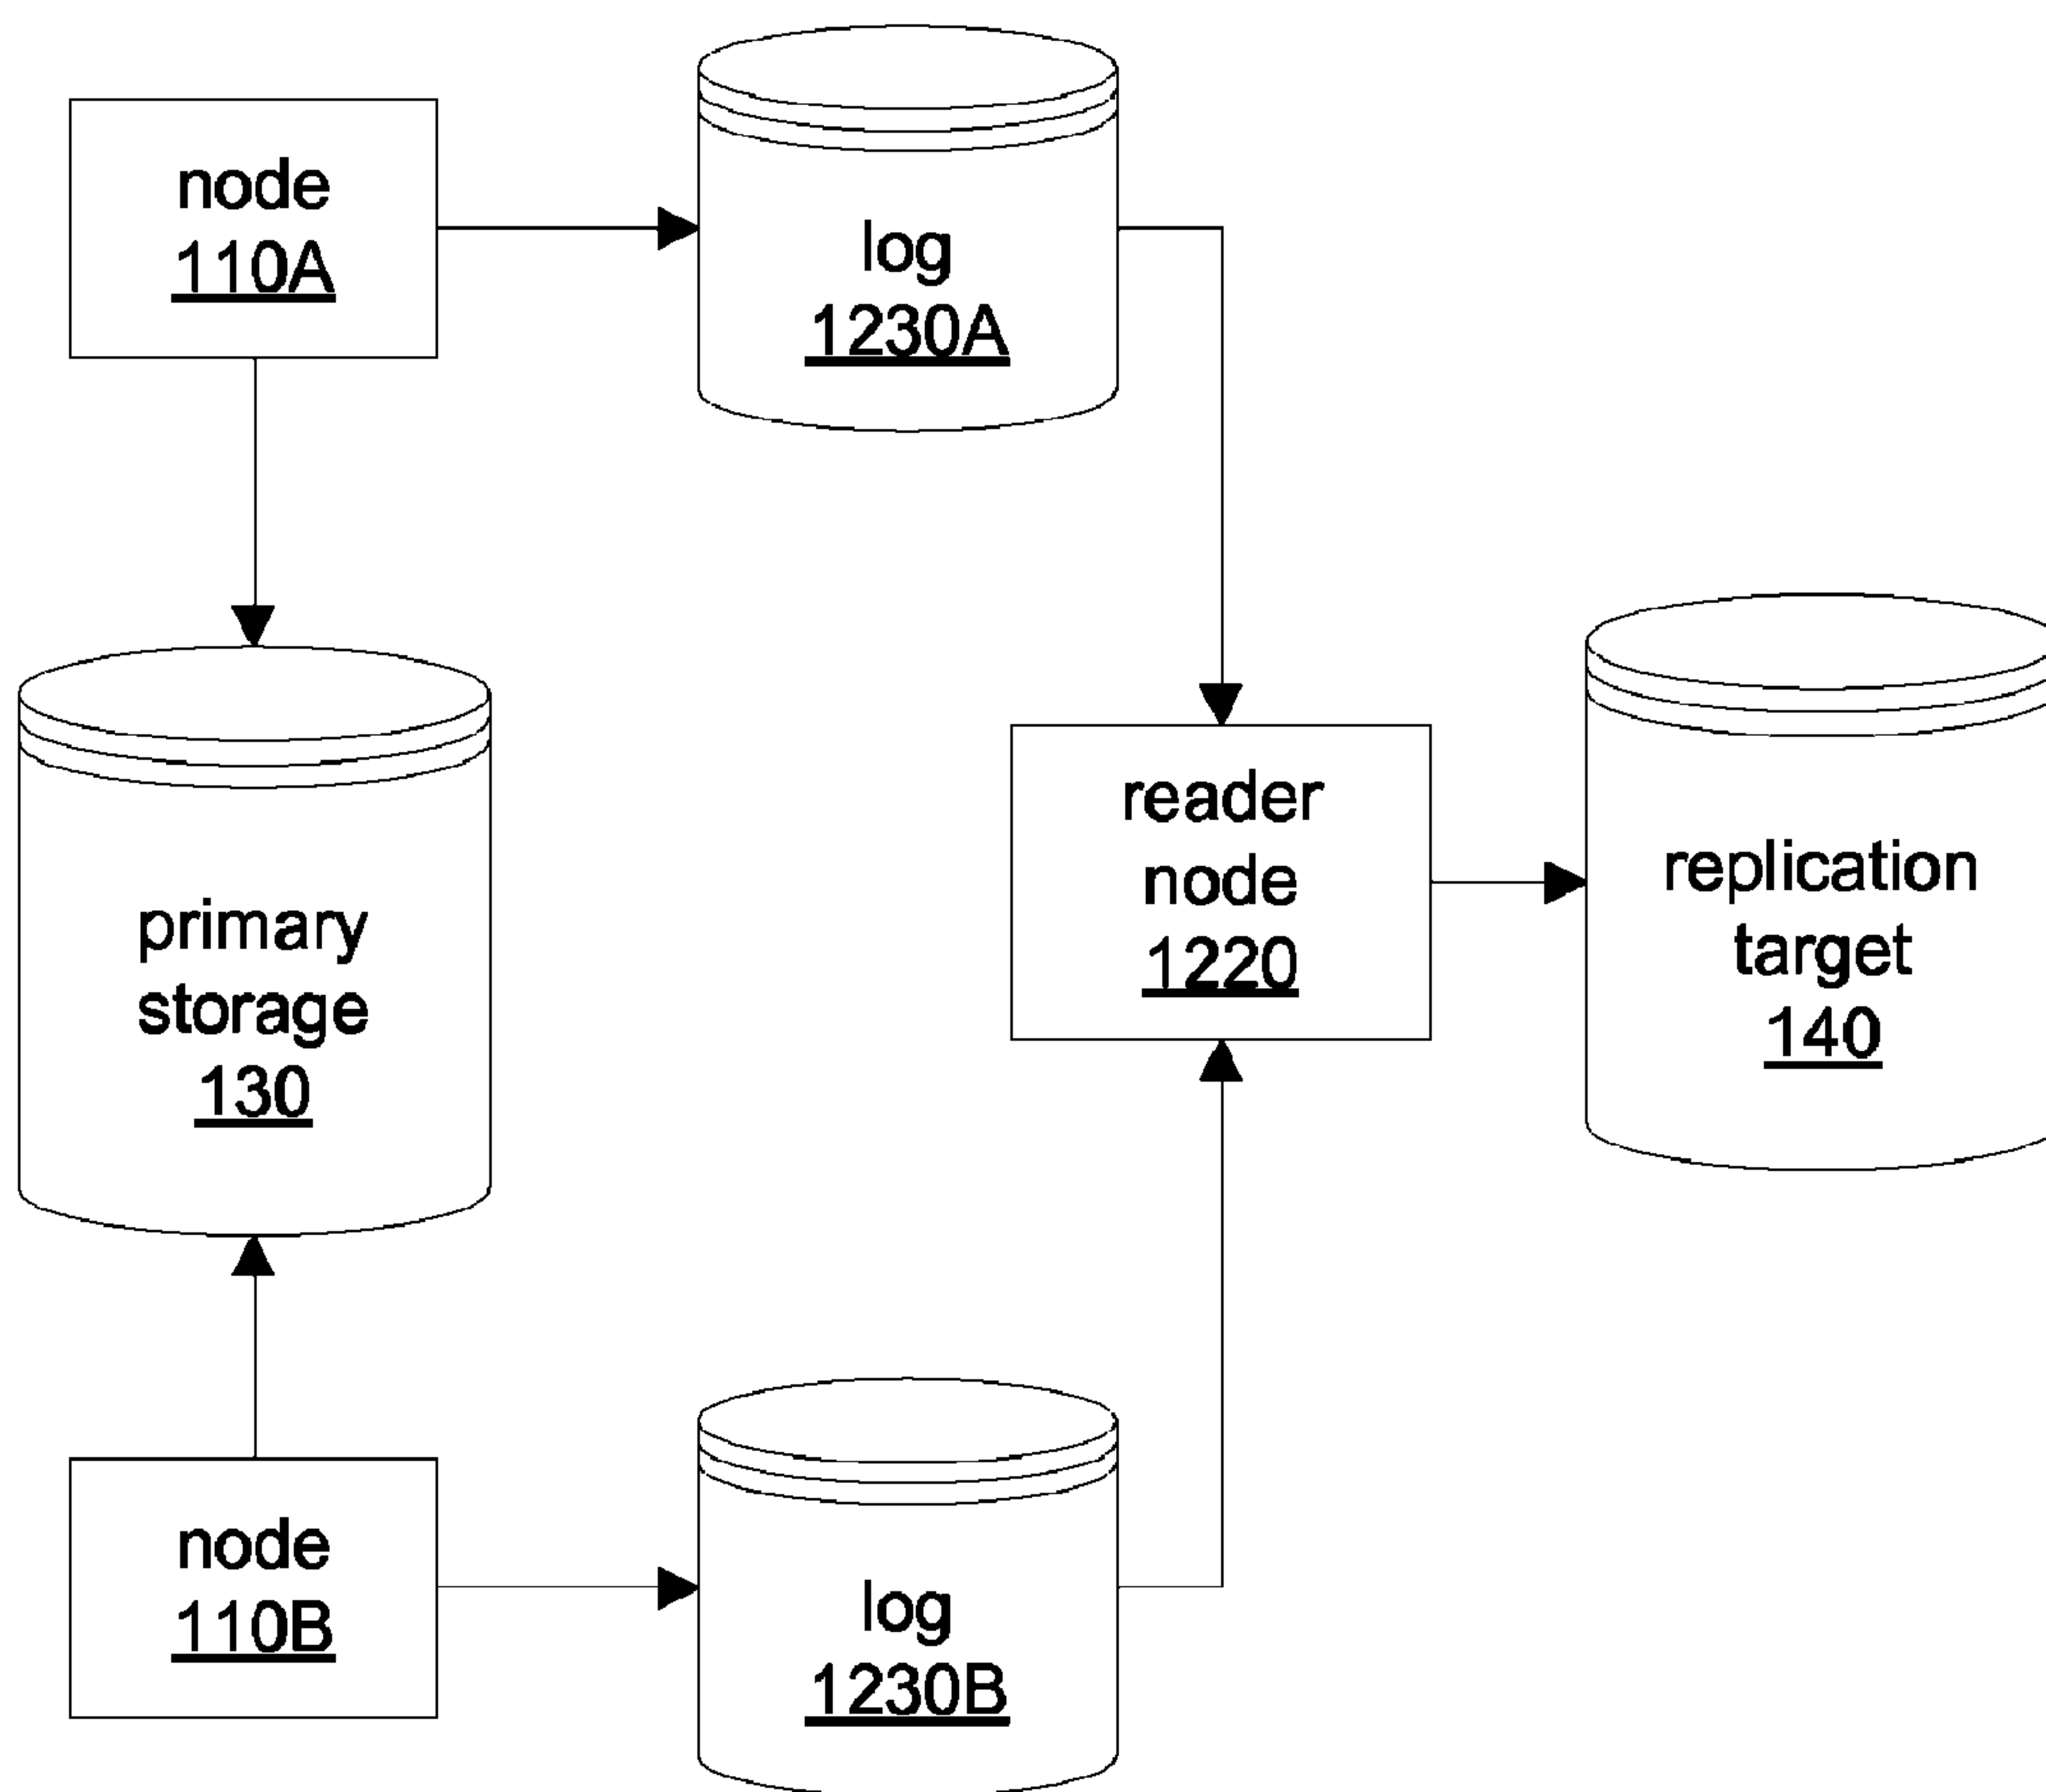 node
110A
log
1230A
primary
storage
130
reader
node
1220
replication
target
140
node
110B
log
1230B